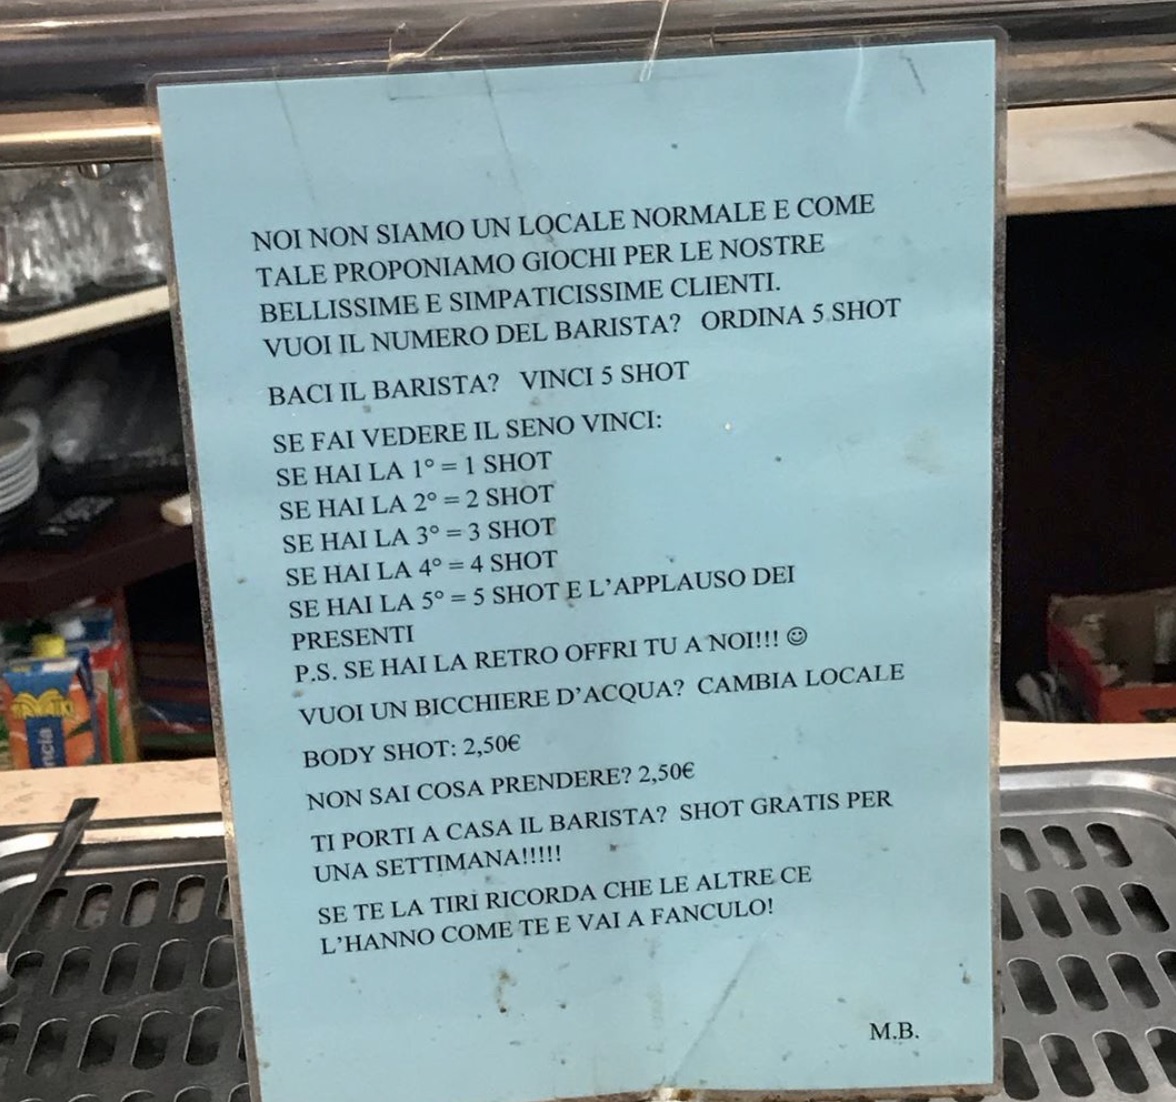 NOI NON SIAMO UN LOCALE NORMALE E COME
TALE PROPONIAMO GIOCHI PER LE NOSTRE
BELLISSIME E SIMPATICISSIME CLIENTI.
VUOI IL NUMERO DEL BARISTA? ORDINA 5 SHOT
BACI IL BARISTA? VINCI 5 SHOT
SE FAI VEDERE IL SENO VINCI:
SE HAI LA 1° = 1 SHOT
SE HAI LA 2° = 2 SHOT
SE HAI LA 3° = 3 SHOT
SE HAI LA 4° = 4 SHOT
SE HAI LA 5° = 5 SHOT E L'APPLAUSO DEI
PRESENTI
P.S. SE HAI LA RETRO OFFRI TU A NOI!!! ☺
VUOI UN BICCHIERE D'ACQUA? CAMBIA LOCALE
BODY SHOT: 2,50€
NON SAI COSA PRENDERE? 2,50€
TI PORTI A CASA IL BARISTA? SHOT GRATIS PER
UNA SETTIMANA!!!!!
SE TE LA TIRI RICORDA CHE LE ALTRE CE
L'HANNO COME TE E VAI A FANCULO!
M.B.